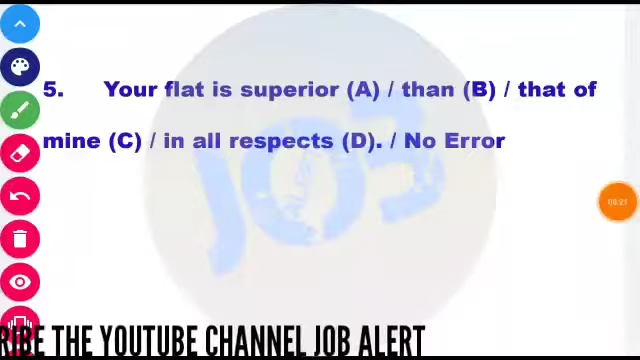 5. Your flat is superior (A) / than (B) / that of
mine (C) / in all respects (D). / No Error
JOB
RIBE THE YOUTUBE CHANNEL JOB ALERT